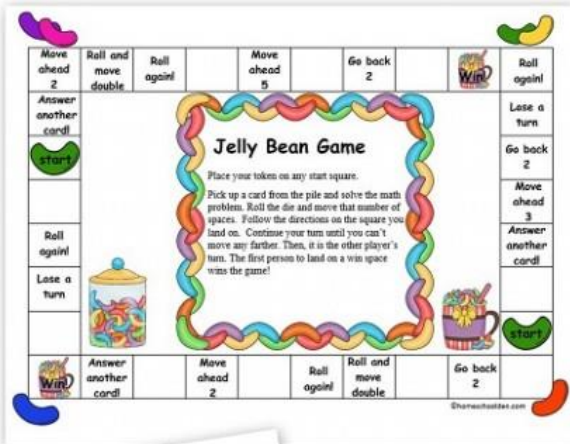 Move
ahead
2
Roll and
move
double
Roll
again!
Move
ahead
5
Go back
2
Win!
Roll
again!
Answer
another
card!
start
Roll
again!
Lose a
turn
Win!
Jelly Bean Game
Place your token on any start square.
Pick up a card from the pile and solve the math
problem. Roll the die and move that number of
spaces. Follow the directions on the square you
land on. Continue your turn until you can't
move any farther. Then, it is the other player's
turn. The first person to land on a win space
wins the game!
Lose a
turn
Go back
2
Move
ahead
3
Answer
another
card!
start
Answer
another
card!
Move
ahead
2
Roll
again!
Roll and
move
double
Go back
2
©homeschoolden.com